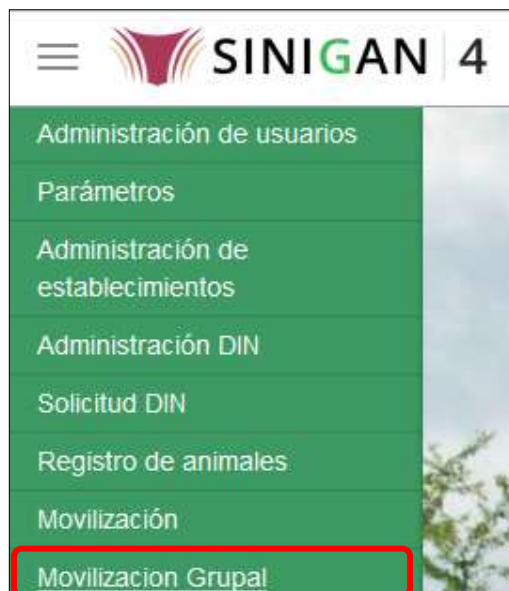 SINIGAN 4
Administración de usuarios
Parámetros
Administración de
establecimientos
Administración DIN
Solicitud DIN
Registro de animales
Movilización
Movilizacion Grupal